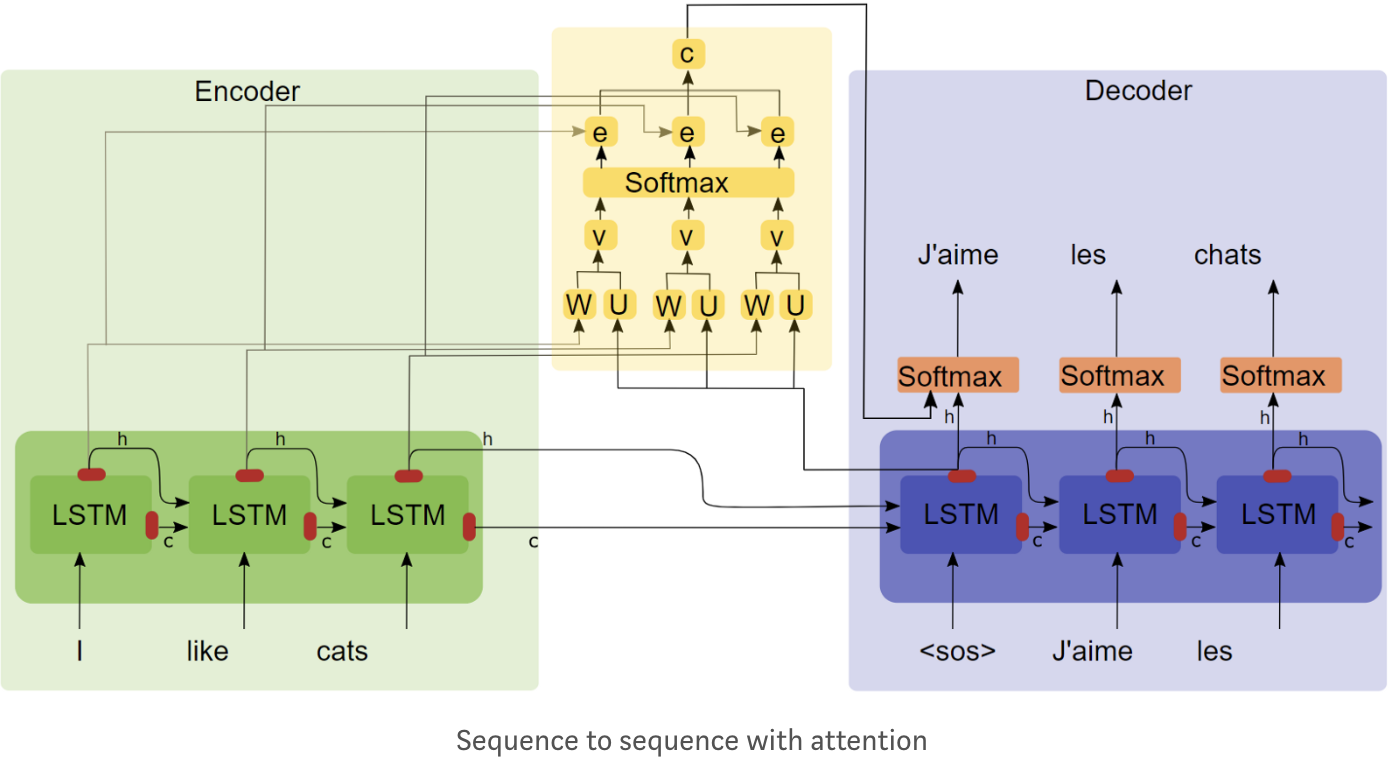 Encoder
c
Decoder
e e e
Softmax
v v v
W U W U W U
J'aime les chats
Softmax Softmax Softmax
h h h
h h h h h h
LSTM LSTM LSTM LSTM LSTM LSTM
c c c c c c
I like cats <sos> J'aime les
Sequence to sequence with attention